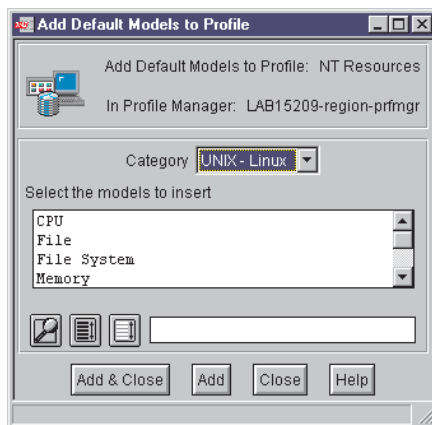 Add Default Models to Profile
Add Default Models to Profile: NT Resources
In Profile Manager: LAB15209-region-prfmgr
Category UNIX - Linux
Select the models to insert
CPU
File
File System
Memory
Add & Close Add Close Help